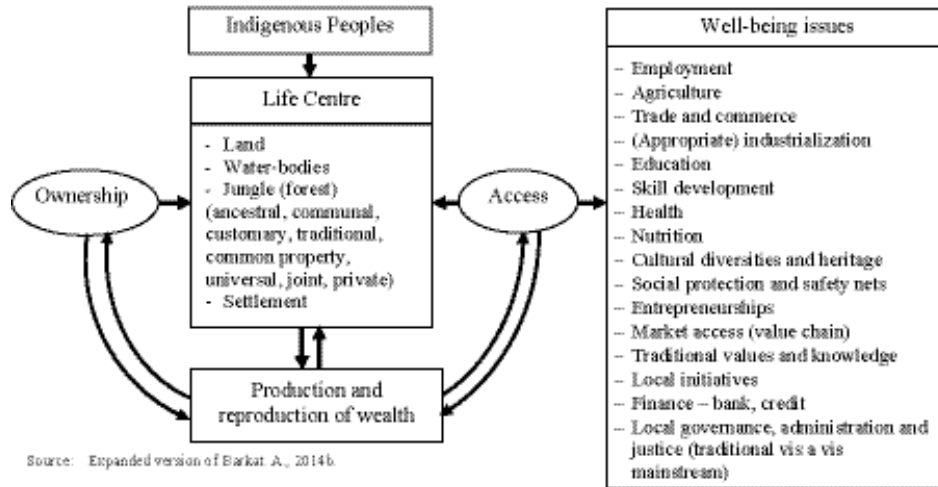 Indigenous Peoples
Life Centre
- Land
- Water-bodies
- Jungle (forest)
(ancestral, communal,
customary, traditional,
common property,
universal, joint, private)
- Settlement
Ownership
Access
Production and
reproduction of wealth
Source: Expanded version of Barkat A., 2014b.
Well-being issues
– Employment
– Agriculture
– Trade and commerce
– (Appropriate) industrialization
– Education
– Skill development
– Health
– Nutrition
– Cultural diversities and heritage
– Social protection and safety nets
– Entrepreneurships
– Market access (value chain)
– Traditional values and knowledge
– Local initiatives
– Finance – bank, credit
– Local governance, administration and
justice (traditional vis a vis
mainstream)